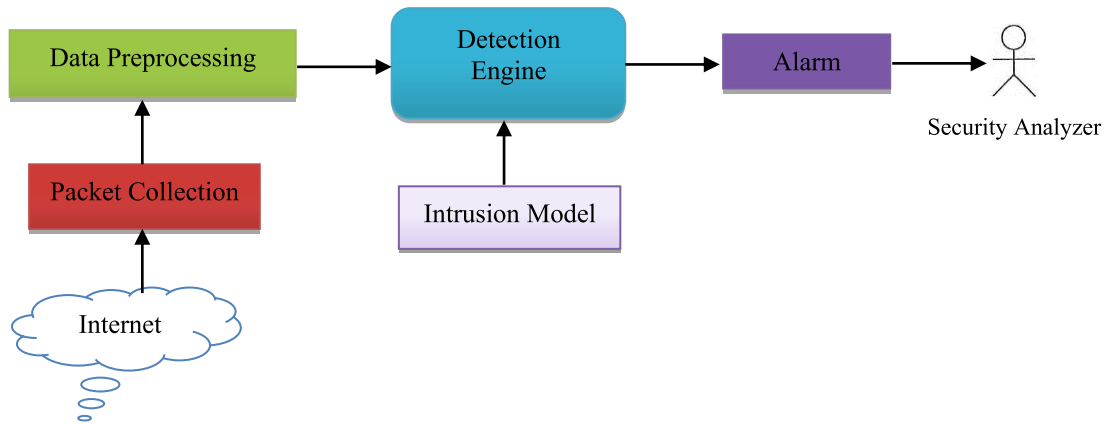 Data Preprocessing
Detection
Engine
Alarm
Security Analyzer
Packet Collection
Intrusion Model
Internet